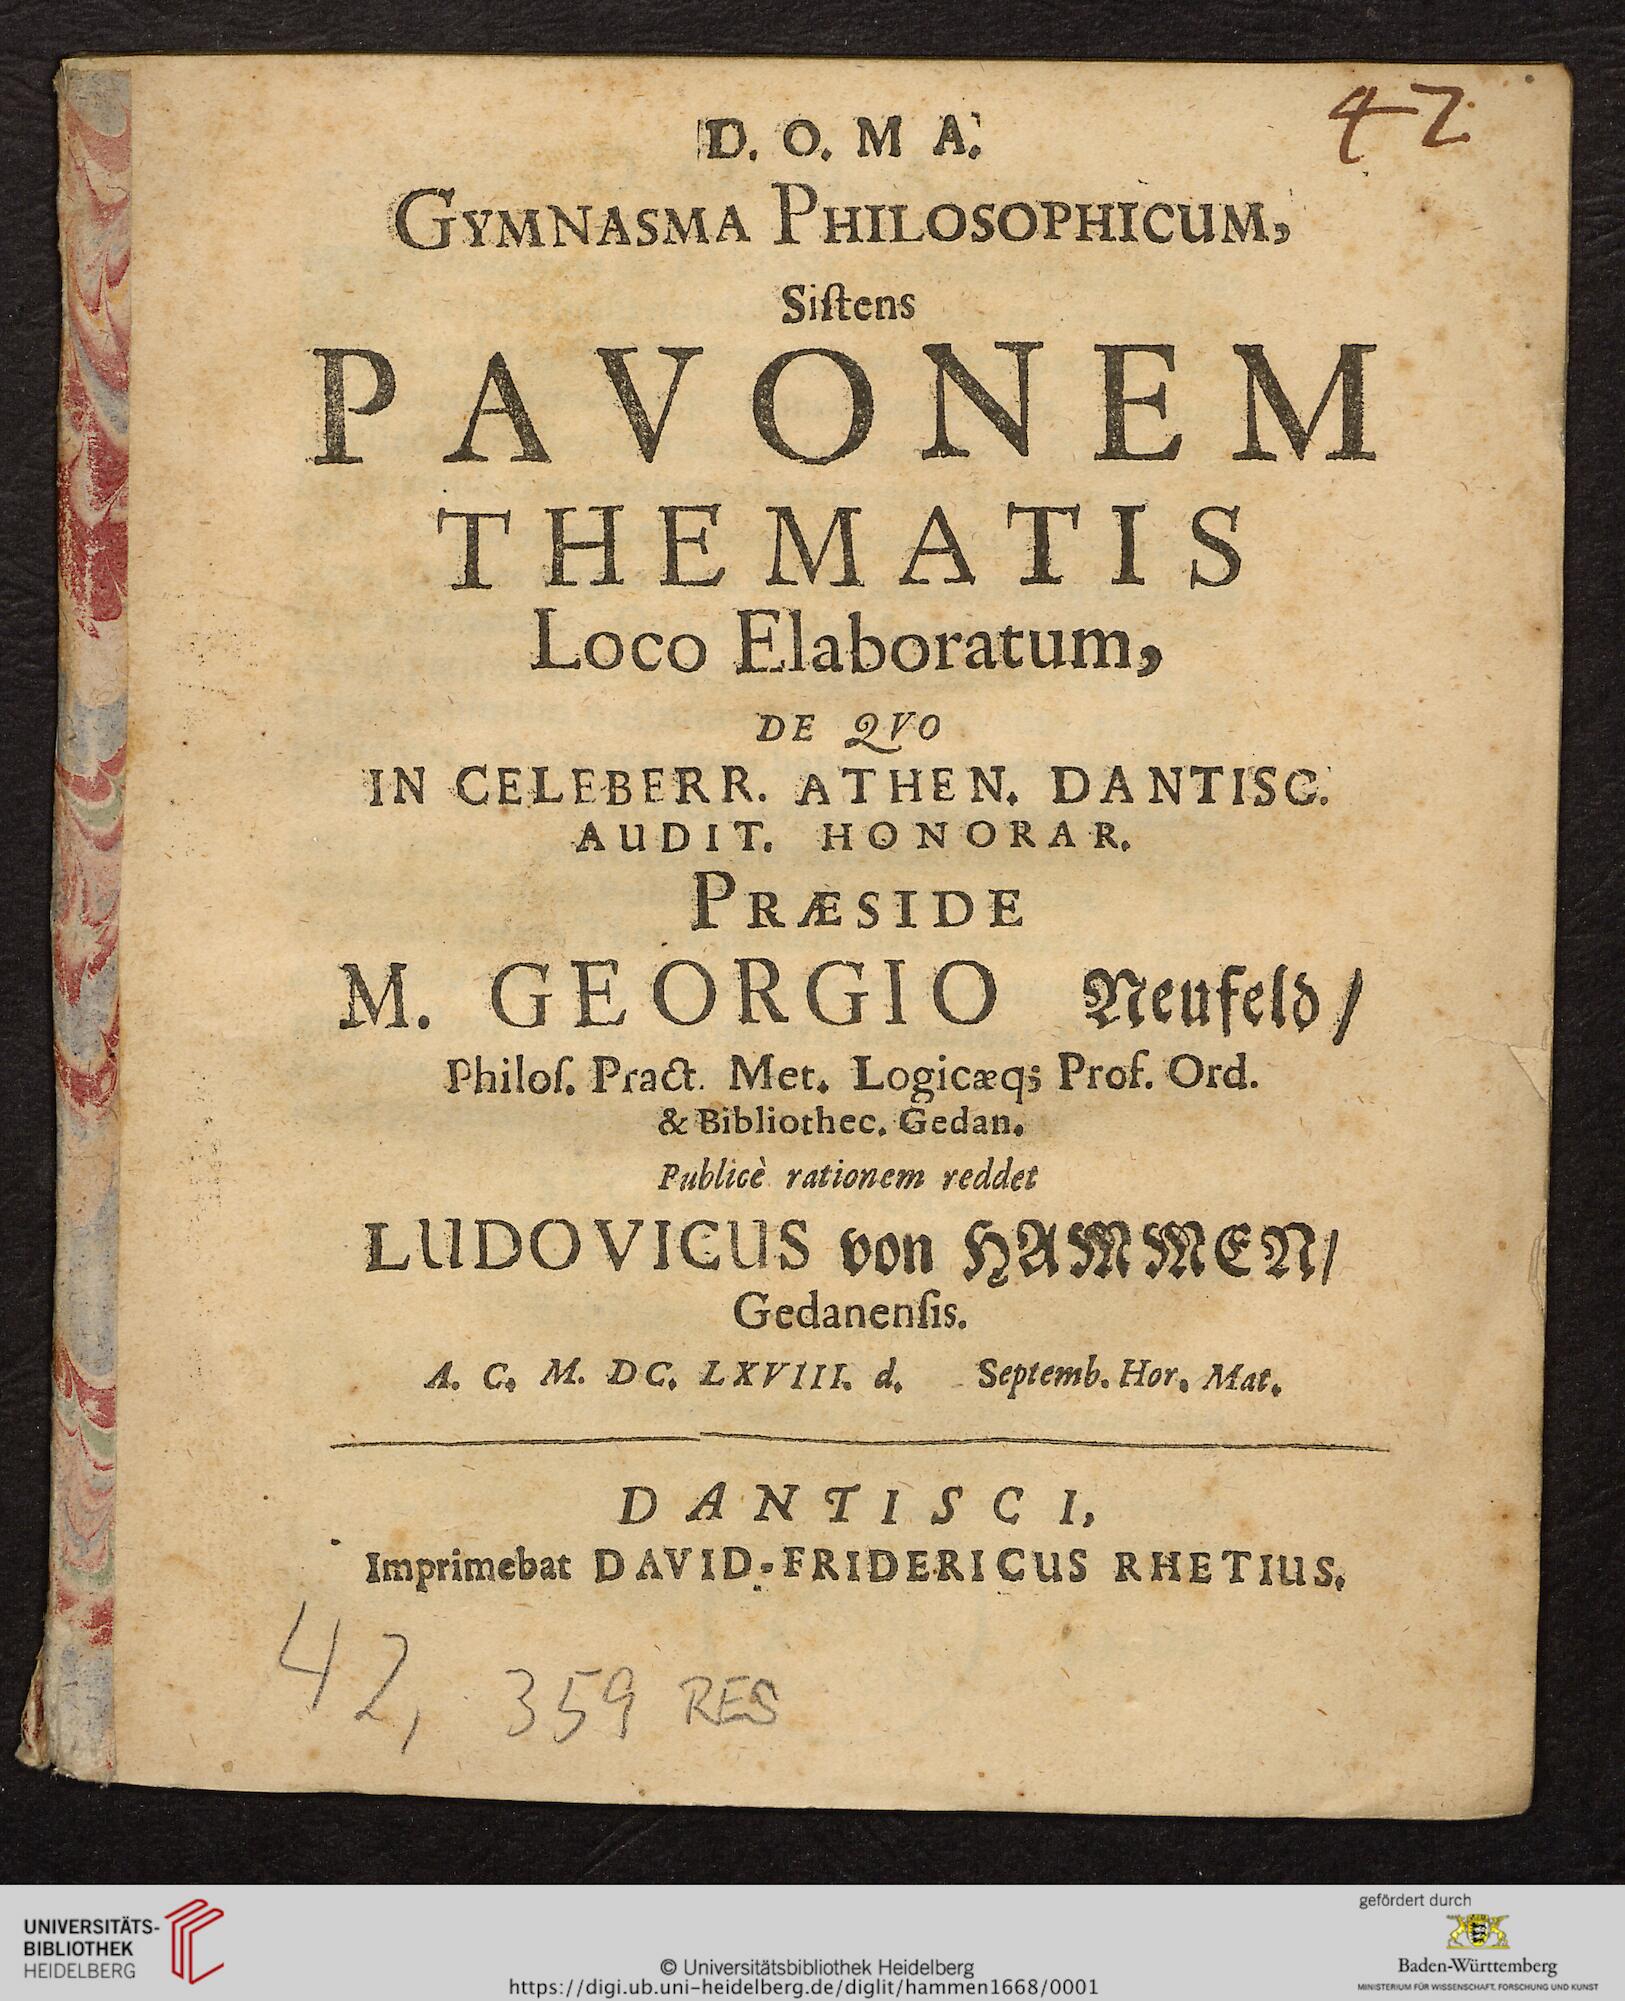 42
D. O. M A.
GYMNASMA PHILOSOPHICUM,
Siſtens
PAVONEM
THEMATIS
Loco Elaboratum,
DE QVO
IN CELEBERR. ATHEN. DANTISC.
AUDIT. HONORAR.
PRÆSIDE
M. GEORGIO Neufeld/
Philoſ. Pract. Met. Logicæq; Prof. Ord.
& Bibliothec. Gedan.
Publicè rationem reddet
LUDOVICUS von HAMMEN/
Gedanenſis.
A. C. M. DC. LXVIII. d. Septemb. Hor. Mat.
DANTISCI,
Imprimebat DAVID-FRIDERICUS RHETIUS.
42, 359 RES
UNIVERSITÄTS-
BIBLIOTHEK
HEIDELBERG
© Universitätsbibliothek Heidelberg
https://digi.ub.uni-heidelberg.de/diglit/hammen1668/0001
gefördert durch
Baden-Württemberg
MINISTERIUM FÜR WISSENSCHAFT, FORSCHUNG UND KUNST